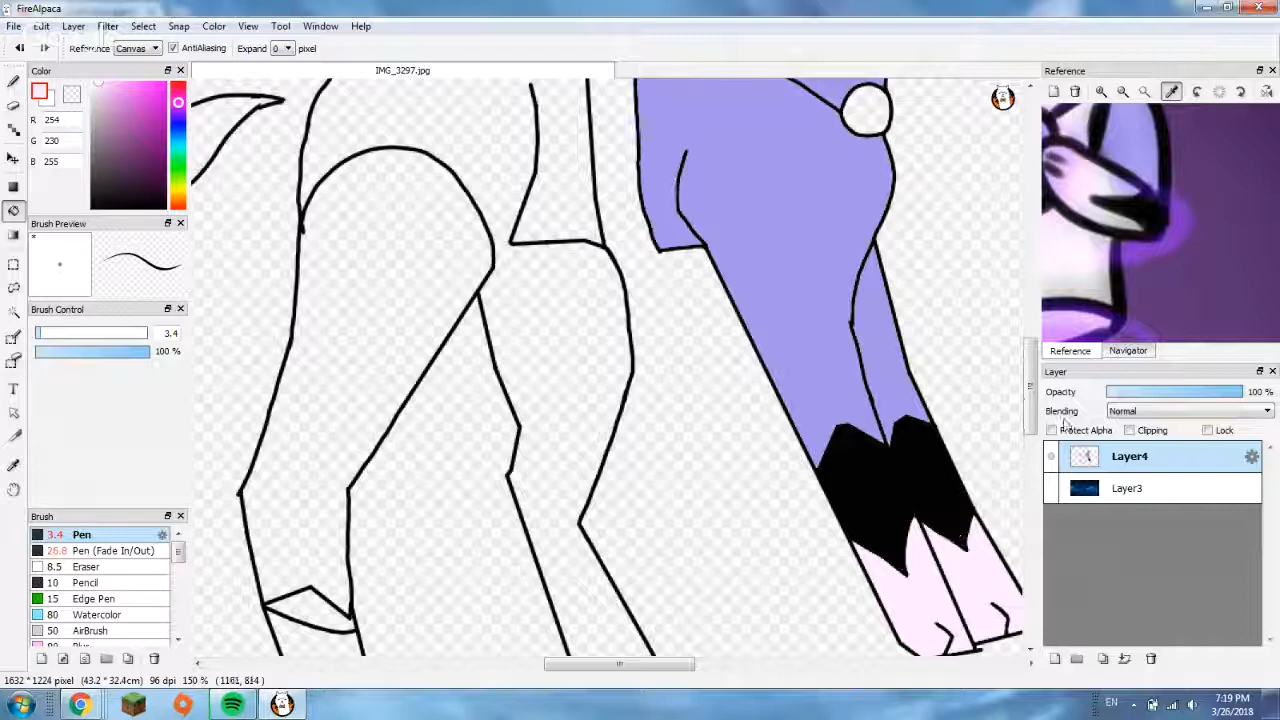 FireAlpaca
File Edit Layer Filter Select Snap Color View Tool Window Help
Reference Canvas AntiAliasing Expand 0 pixel
Color
IMG_3297.jpg
Reference
R 254
G 230
B 255
Brush Preview
*
Brush Control
3.4
100 %
Reference Navigator
Layer
Opacity 100 %
Blending Normal
Protect Alpha Clipping Lock
Layer4
Layer3
Brush
3.4 Pen
26.8 Pen (Fade In/Out)
8.5 Eraser
10 Pencil
15 Edge Pen
80 Watercolor
50 AirBrush
1632 * 1224 pixel (43.2 * 32.4cm) 96 dpi 150 % (1161, 814)
EN
7:19 PM
3/26/2018